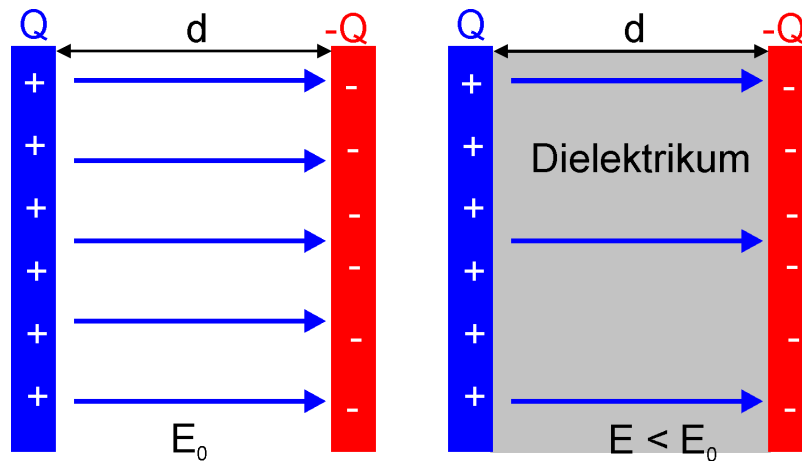 Q d -Q
+ -
+ -
+ -
+ -
+ -
+ -
E₀
Q d -Q
+ -
+ -
Dielektrikum
+ -
+ -
+ -
+ -
E < E₀